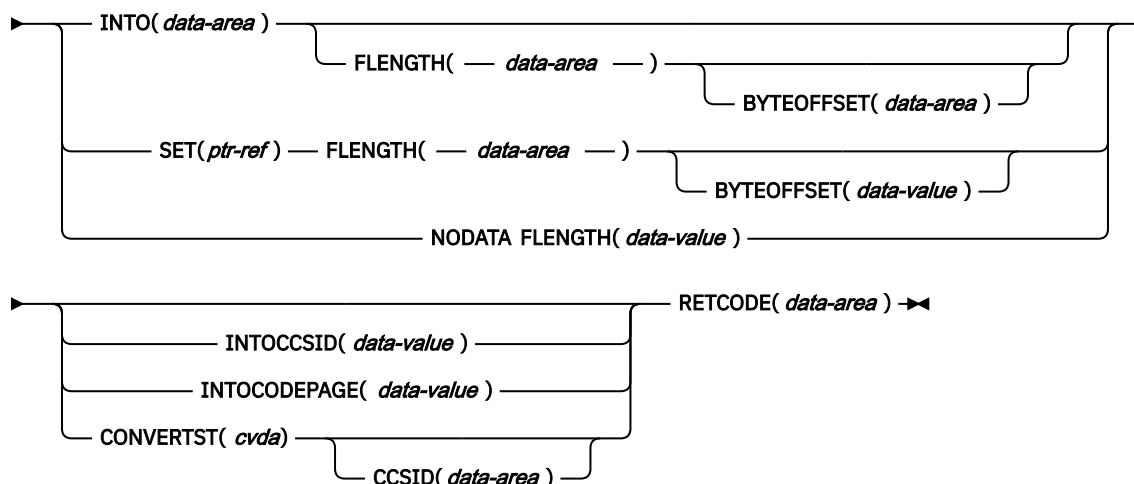 INTO( data-area )
FLENGTH( data-area )
BYTEOFFSET( data-area )
SET( ptr-ref ) FLENGTH( data-area )
BYTEOFFSET( data-value )
NODATA FLENGTH( data-value )
RETCODE( data-area )
INTOCCSID( data-value )
INTOCODEPAGE( data-value )
CONVERTST( cvda)
CCSID( data-area )